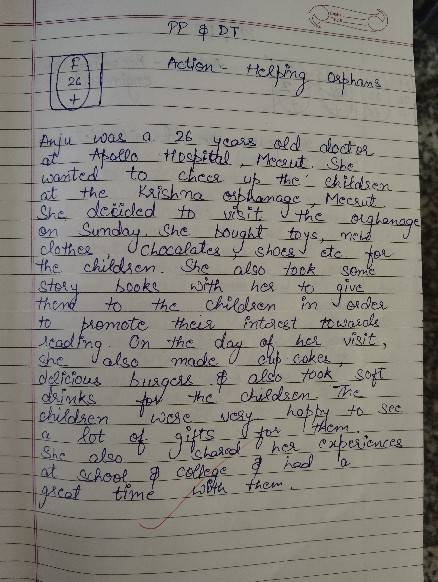 PP & DT
Action - Helping Orphans
F
26
+
Anju was a 26 years old doctor
at Apollo Hospital, Meerut. She
wanted to cheer up the children
at the Krishna orphanage, Meerut
She decided to visit the orghanage
on Sunday. She bought toys, new
clothes, chocalates, shoes etc for
the children. She also took some
story books with her to give
them to the children in order
to promote their interest towards
reading. On the day of her visit,
she also made cup cakes,
delicious burgers & also took soft
drinks for the children. The
children were very happy to see
a lot of gifts for them.
She also shared her experiences
at school & college & had a
great time with them.